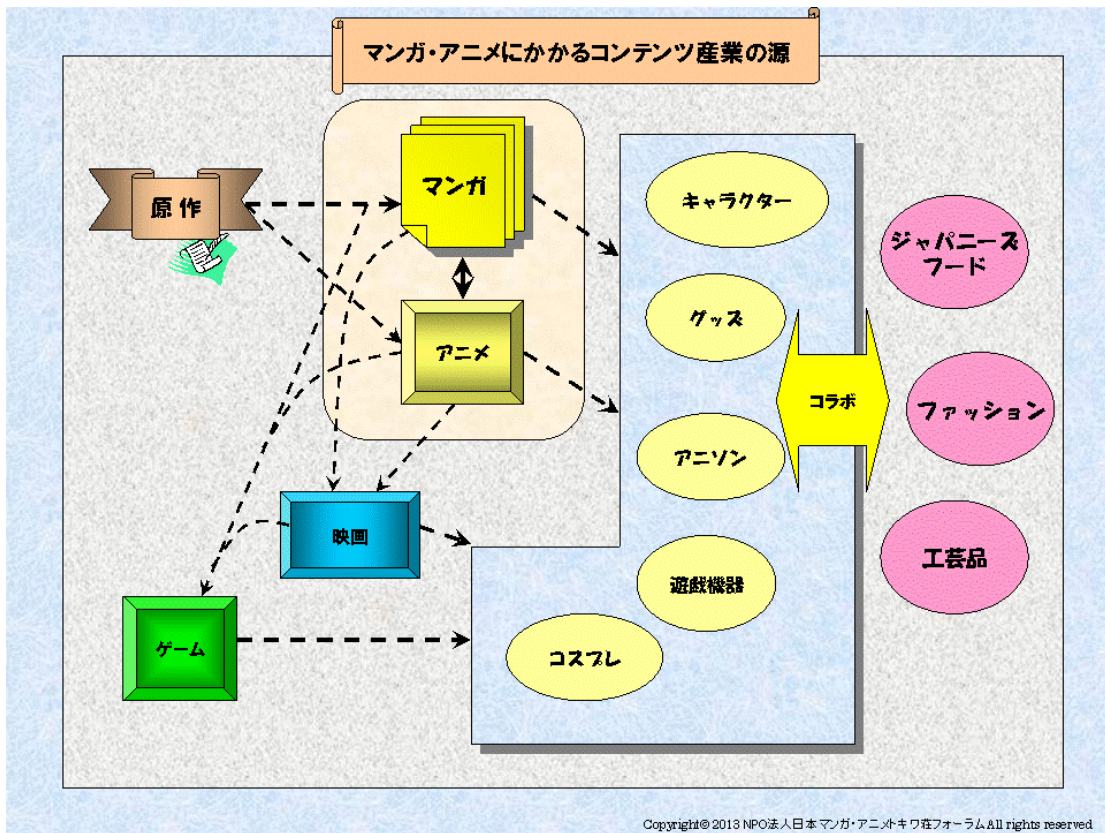 マンガ・アニメにかかるコンテンツ産業の源
原作
マンガ
アニメ
映画
ゲーム
キャラクター
グッズ
アニソン
遊戯機器
コスプレ
コラボ
ジャパニーズ
フード
ファッション
工芸品
Copyright© 2013 NPO法人日本マンガ・アニメトキワ荘フォーラム All rights reserved